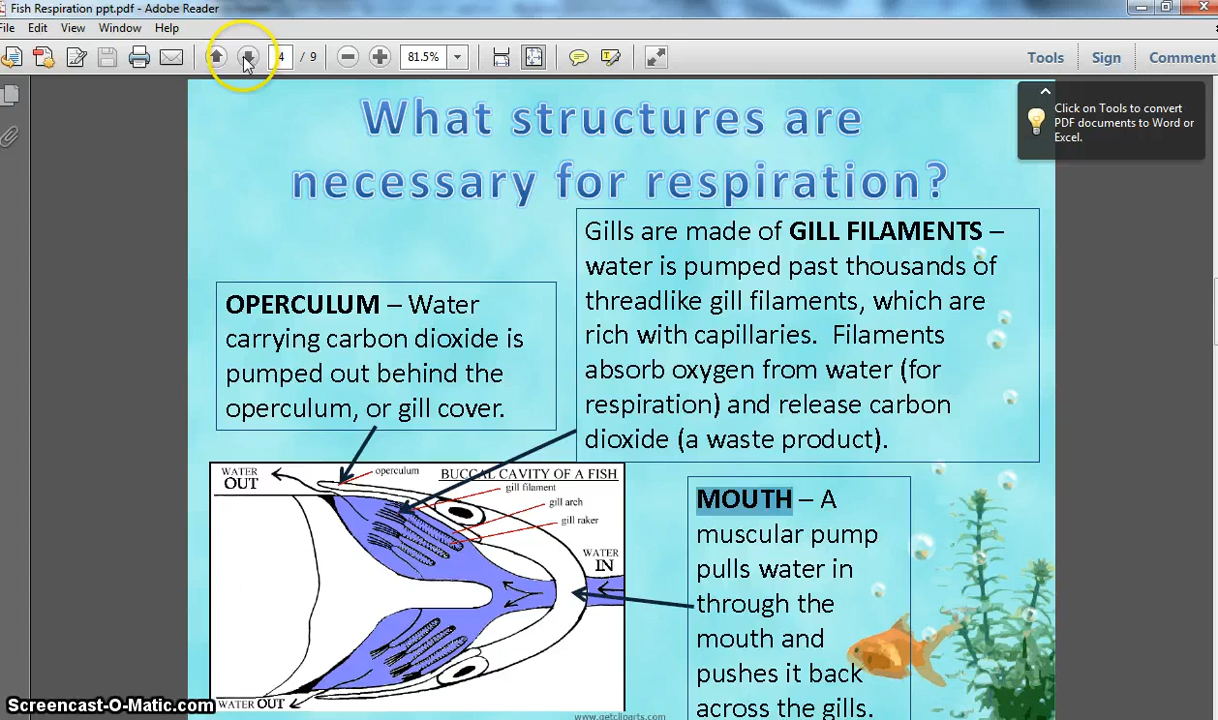 Fish Respiration ppt.pdf - Adobe Reader
File Edit View Window Help
4 / 9
81.5%
Tools Sign Comment
Click on Tools to convert
PDF documents to Word or
Excel.
What structures are
necessary for respiration?
Gills are made of GILL FILAMENTS –
water is pumped past thousands of
threadlike gill filaments, which are
rich with capillaries. Filaments
absorb oxygen from water (for
respiration) and release carbon
dioxide (a waste product).
OPERCULUM – Water
carrying carbon dioxide is
pumped out behind the
operculum, or gill cover.
WATER
OUT
operculum
BUCCAL CAVITY OF A FISH
gill filament
gill arch
gill raker
WATER
IN
WATER OUT
MOUTH – A
muscular pump
pulls water in
through the
mouth and
pushes it back
across the gills.
www.getcliparts.com
Screencast-O-Matic.com